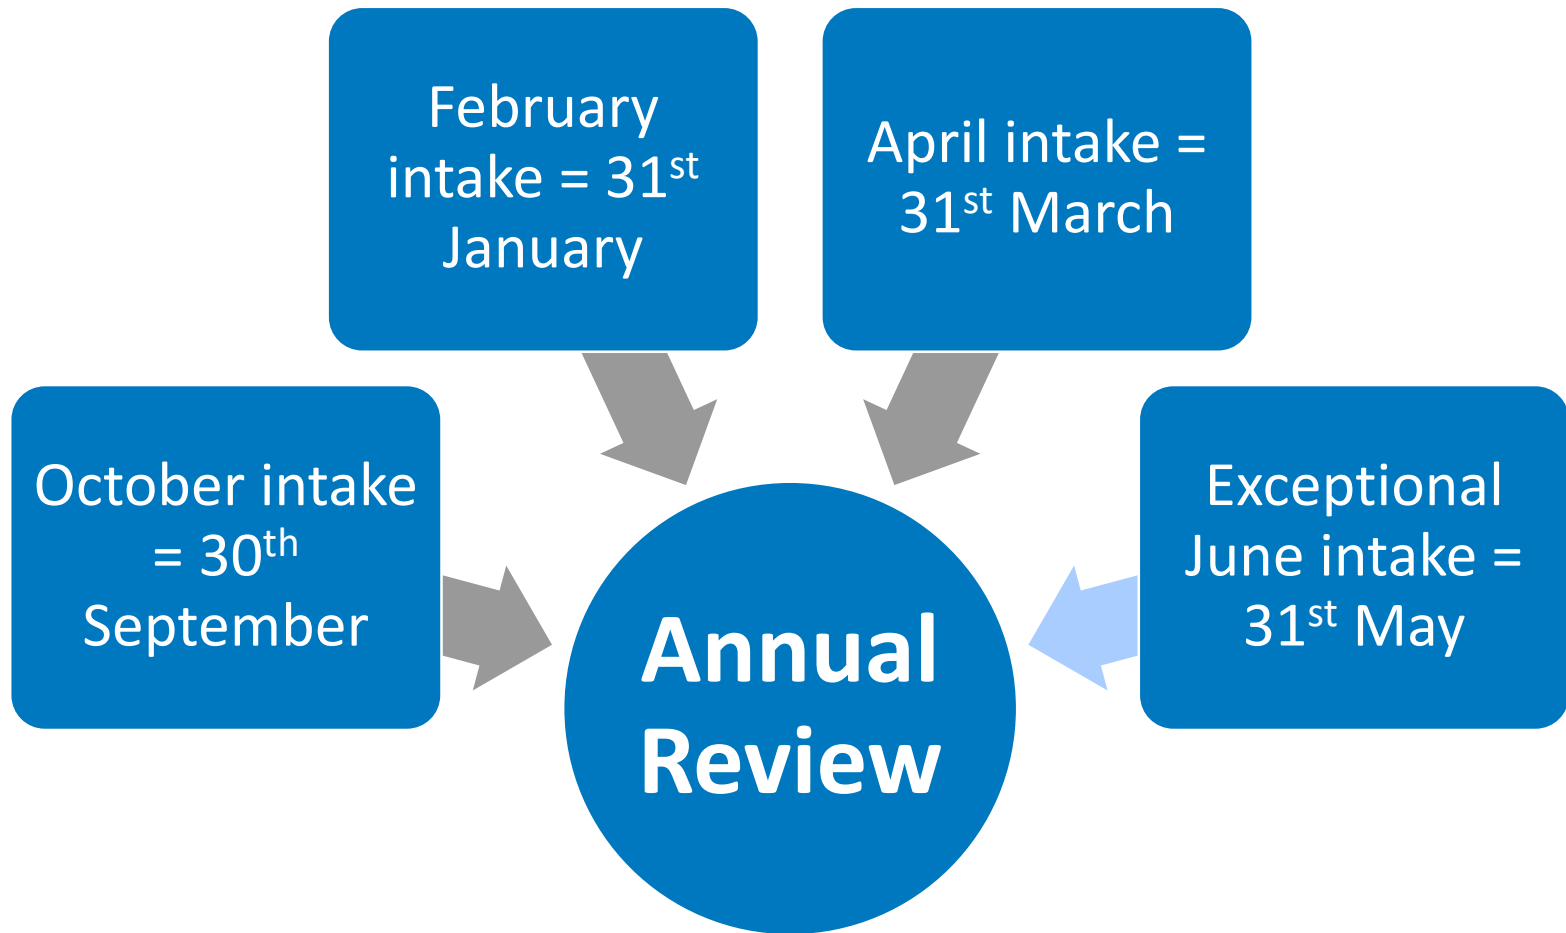 February
intake = 31st
January
April intake =
31st March
October intake
= 30th
September
Exceptional
June intake =
31st May
Annual
Review